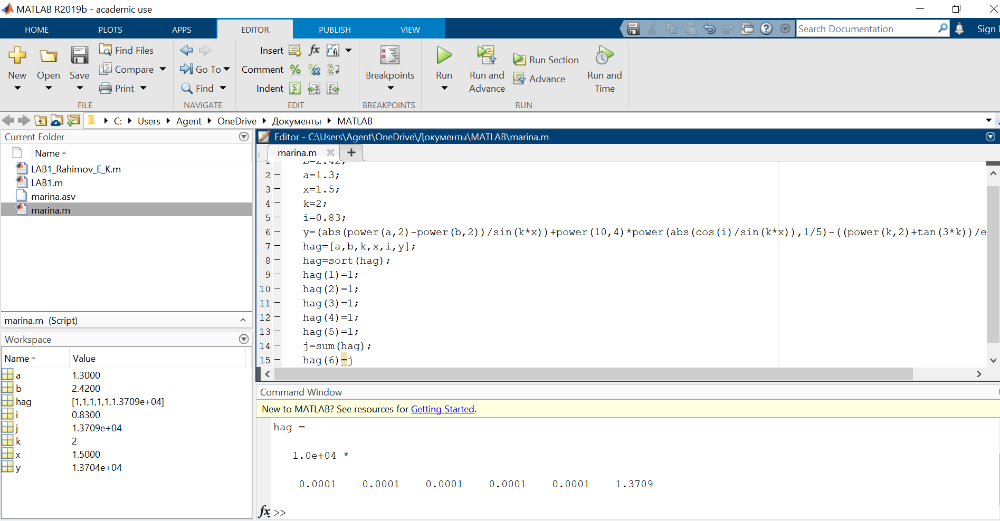 MATLAB R2019b - academic use
HOME PLOTS APPS EDITOR PUBLISH VIEW Search Documentation Sign
New Open Save Find Files Compare Print FILE
Go To Find NAVIGATE
Insert fx fi Comment Indent EDIT
Breakpoints BREAKPOINTS
Run Run and Advance Run Section Advance Run and Time RUN
C: Users Agent OneDrive Документы MATLAB
Current Folder
Name
LAB1_Rahimov_E_K.m
LAB1.m
marina.asv
marina.m
marina.m (Script)
Workspace
Name Value
a 1.3000
b 2.4200
hag [1,1,1,1,1,1.3709e+04]
i 0.8300
j 1.3709e+04
k 2
x 1.5000
y 1.3704e+04
Editor - C:\Users\Agent\OneDrive\Документы\MATLAB\marina.m
marina.m
1 b=2.42;
2 a=1.3;
3 x=1.5;
4 k=2;
5 i=0.83;
6 y=(abs(power(a,2)-power(b,2))/sin(k*x))+power(10,4)*power(abs(cos(i)/sin(k*x)),1/5)-((power(k,2)+tan(3*k))/e
7 hag=[a,b,k,x,i,y];
8 hag=sort(hag);
9 hag(1)=1;
10 hag(2)=1;
11 hag(3)=1;
12 hag(4)=1;
13 hag(5)=1;
14 j=sum(hag);
15 hag(6)=j
Command Window
New to MATLAB? See resources for Getting Started.
hag =
1.0e+04 *
0.0001 0.0001 0.0001 0.0001 0.0001 1.3709
fx >>